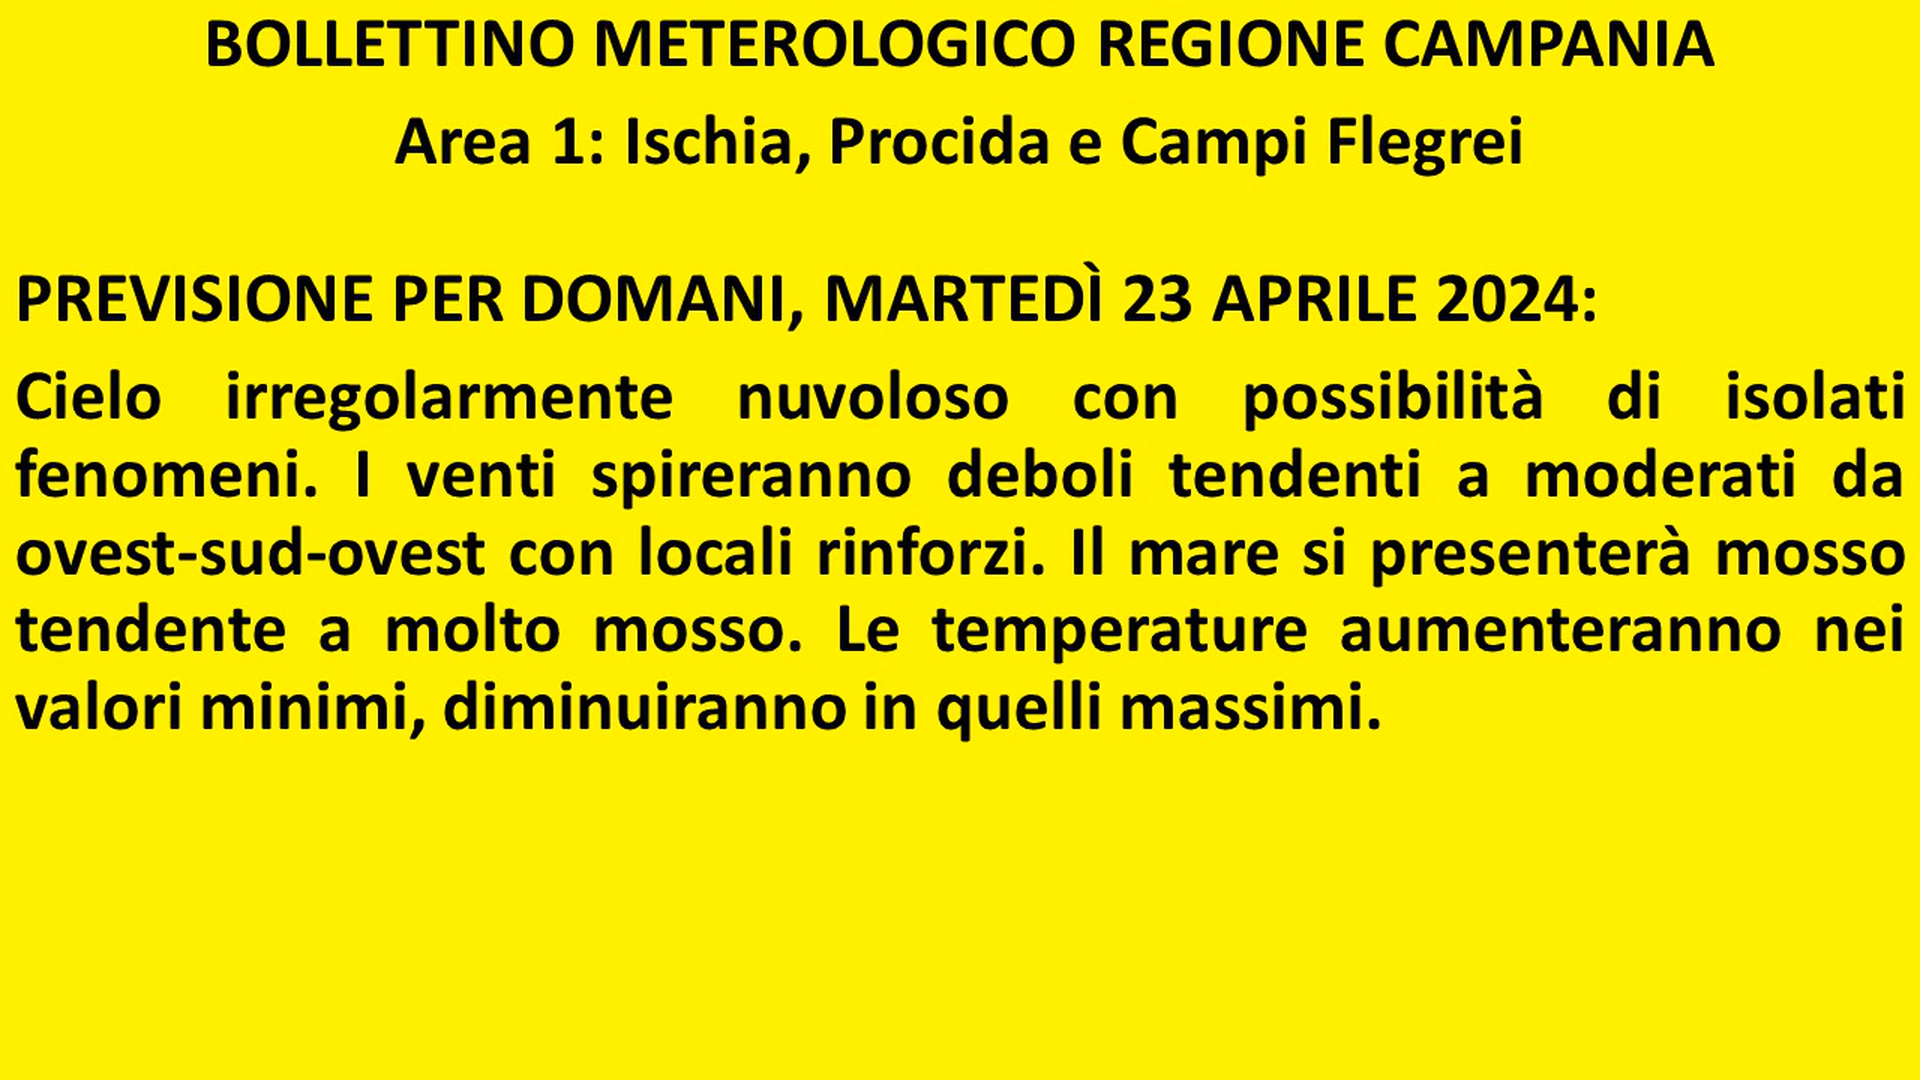 BOLLETTINO METEROLOGICO REGIONE CAMPANIA
Area 1: Ischia, Procida e Campi Flegrei
PREVISIONE PER DOMANI, MARTEDÌ 23 APRILE 2024:
Cielo irregolarmente nuvoloso con possibilità di isolati
fenomeni. I venti spireranno deboli tendenti a moderati da
ovest-sud-ovest con locali rinforzi. Il mare si presenterà mosso
tendente a molto mosso. Le temperature aumenteranno nei
valori minimi, diminuiranno in quelli massimi.